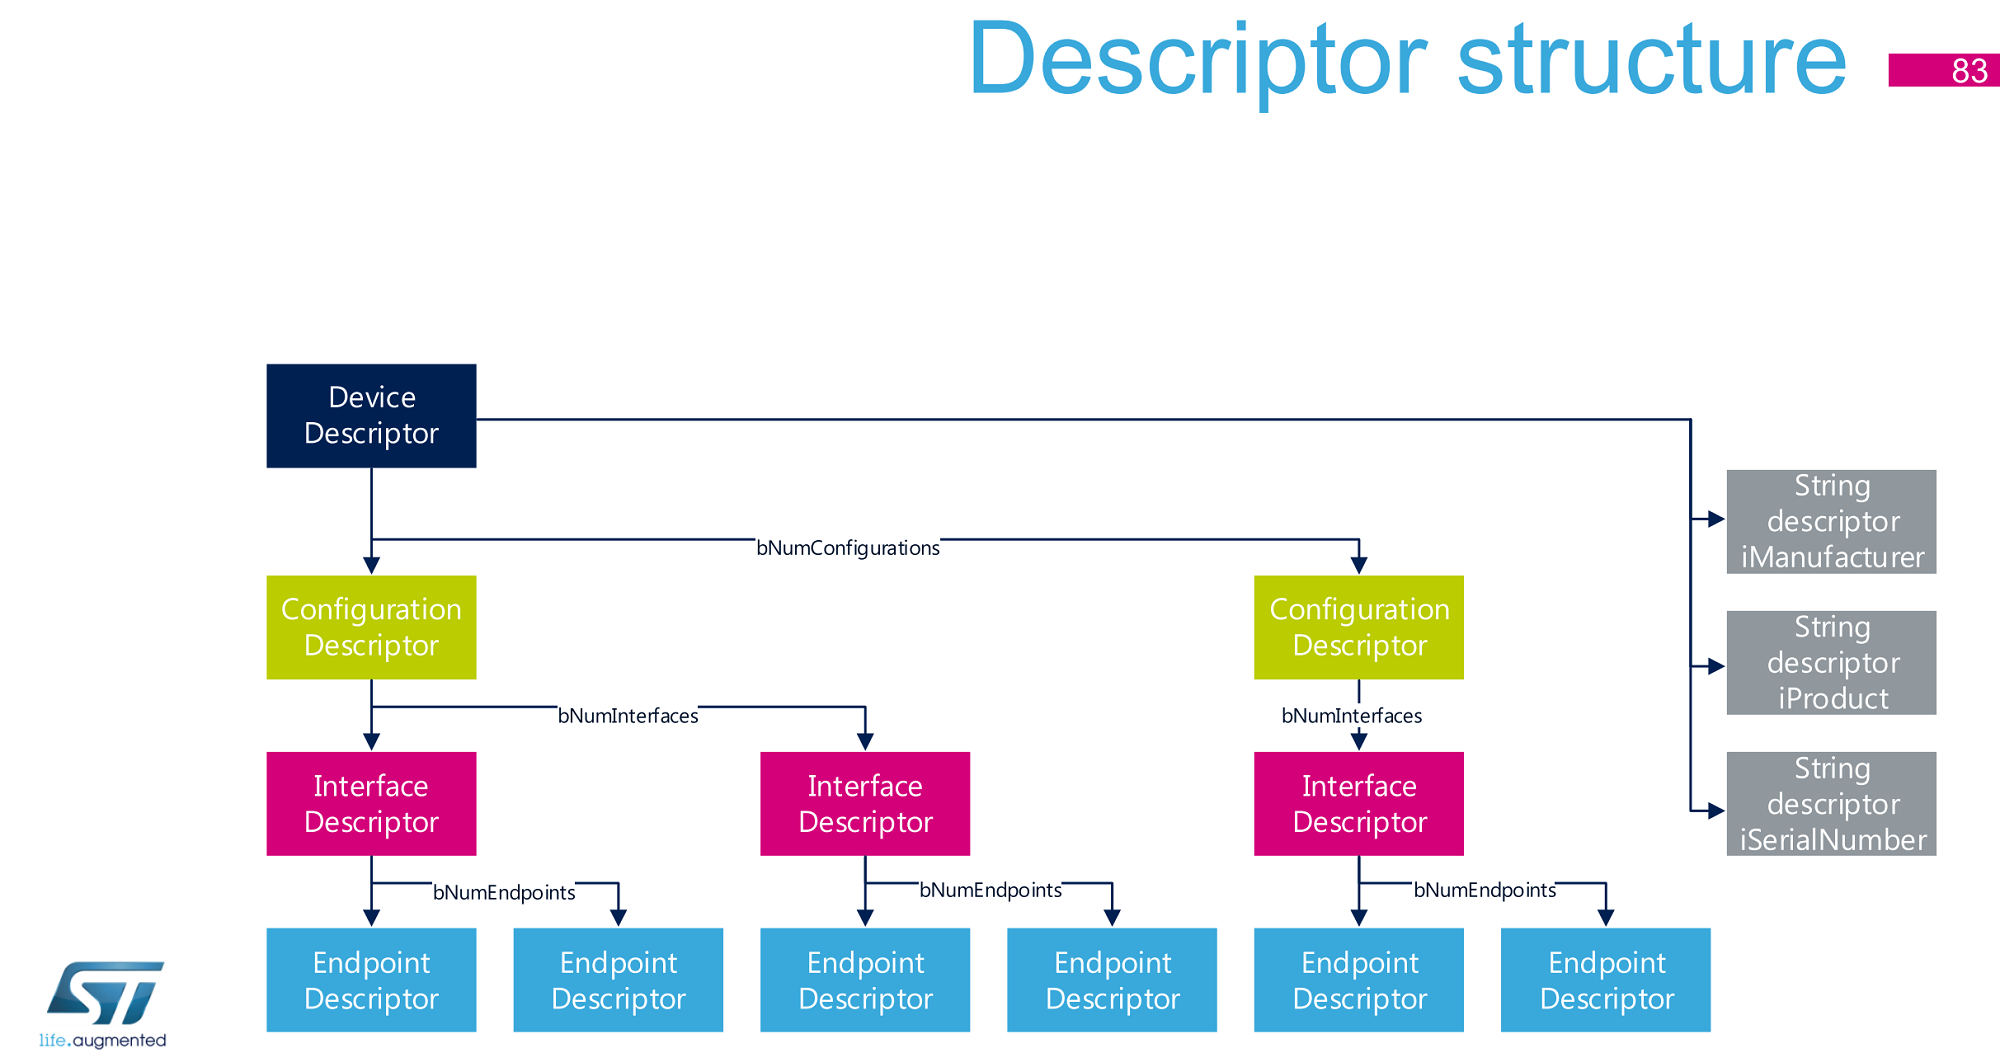 Descriptor structure
83
Device
Descriptor
String
descriptor
iManufacturer
bNumConfigurations
Configuration
Descriptor
Configuration
Descriptor
String
descriptor
iProduct
bNumInterfaces
bNumInterfaces
Interface
Descriptor
Interface
Descriptor
Interface
Descriptor
String
descriptor
iSerialNumber
bNumEndpoints
bNumEndpoints
bNumEndpoints
Endpoint
Descriptor
Endpoint
Descriptor
Endpoint
Descriptor
Endpoint
Descriptor
Endpoint
Descriptor
Endpoint
Descriptor
ST
life.augmented